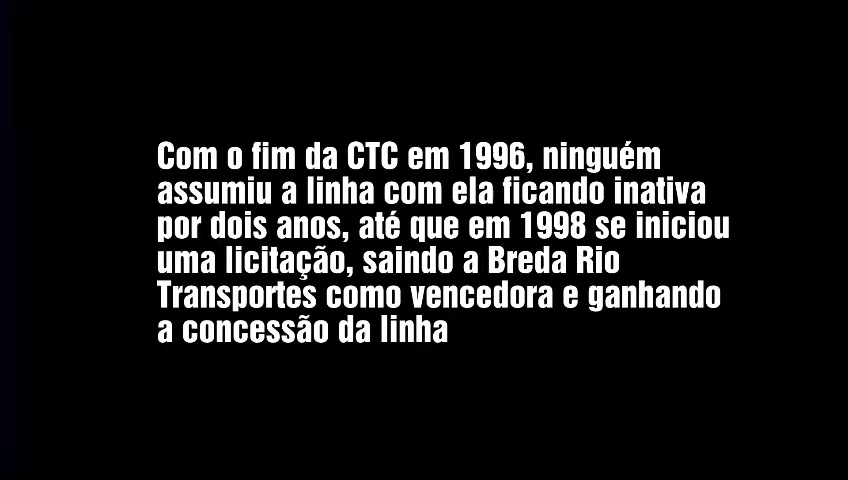 Com o fim da CTC em 1996, ninguém
assumiu a linha com ela ficando inativa
por dois anos, até que em 1998 se iniciou
uma licitação, saindo a Breda Rio
Transportes como vencedora e ganhando
a concessão da linha